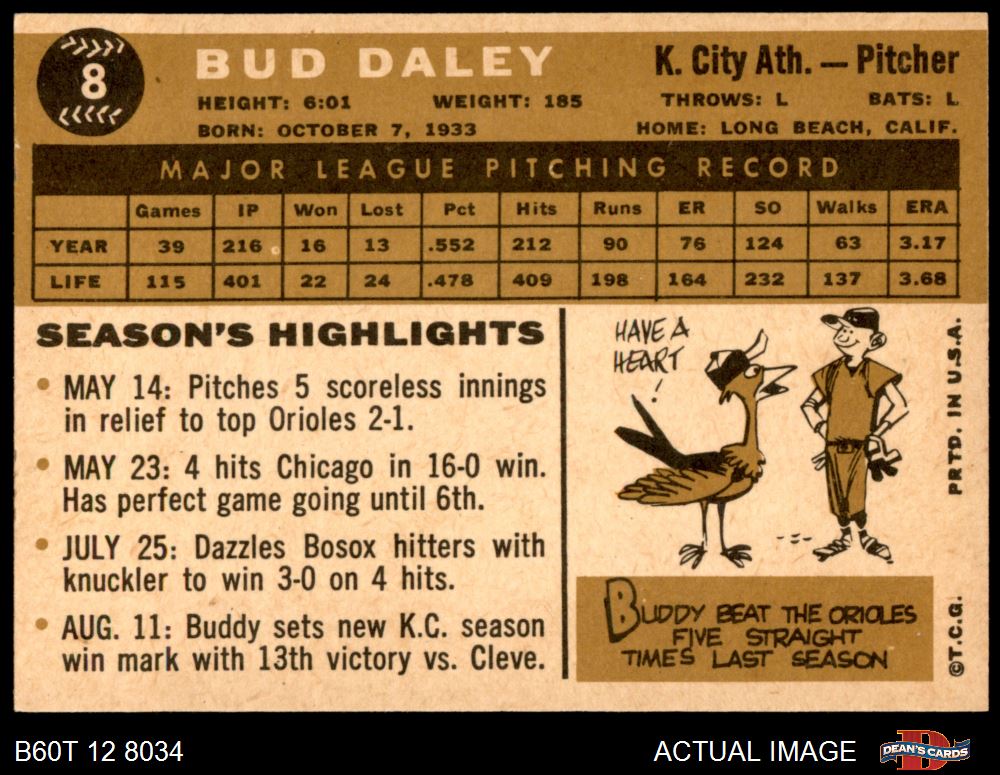 8
BUD DALEY
K. City Ath. — Pitcher
HEIGHT: 6:01 WEIGHT: 185 THROWS: L BATS: L
BORN: OCTOBER 7, 1933 HOME: LONG BEACH, CALIF.
MAJOR LEAGUE PITCHING RECORD
Games IP Won Lost Pct Hits Runs ER SO Walks ERA
YEAR 39 216 16 13 .552 212 90 76 124 63 3.17
LIFE 115 401 22 24 .478 409 198 164 232 137 3.68
SEASON'S HIGHLIGHTS
• MAY 14: Pitches 5 scoreless innings
in relief to top Orioles 2-1.
• MAY 23: 4 hits Chicago in 16-0 win.
Has perfect game going until 6th.
• JULY 25: Dazzles Bosox hitters with
knuckler to win 3-0 on 4 hits.
• AUG. 11: Buddy sets new K.C. season
win mark with 13th victory vs. Cleve.
HAVE A
HEART
!
BUDDY BEAT THE ORIOLES
FIVE STRAIGHT
TIMES LAST SEASON
©T.C.G. PRTD. IN U.S.A.
B60T 12 8034
ACTUAL IMAGE
D
DEAN'S CARDS